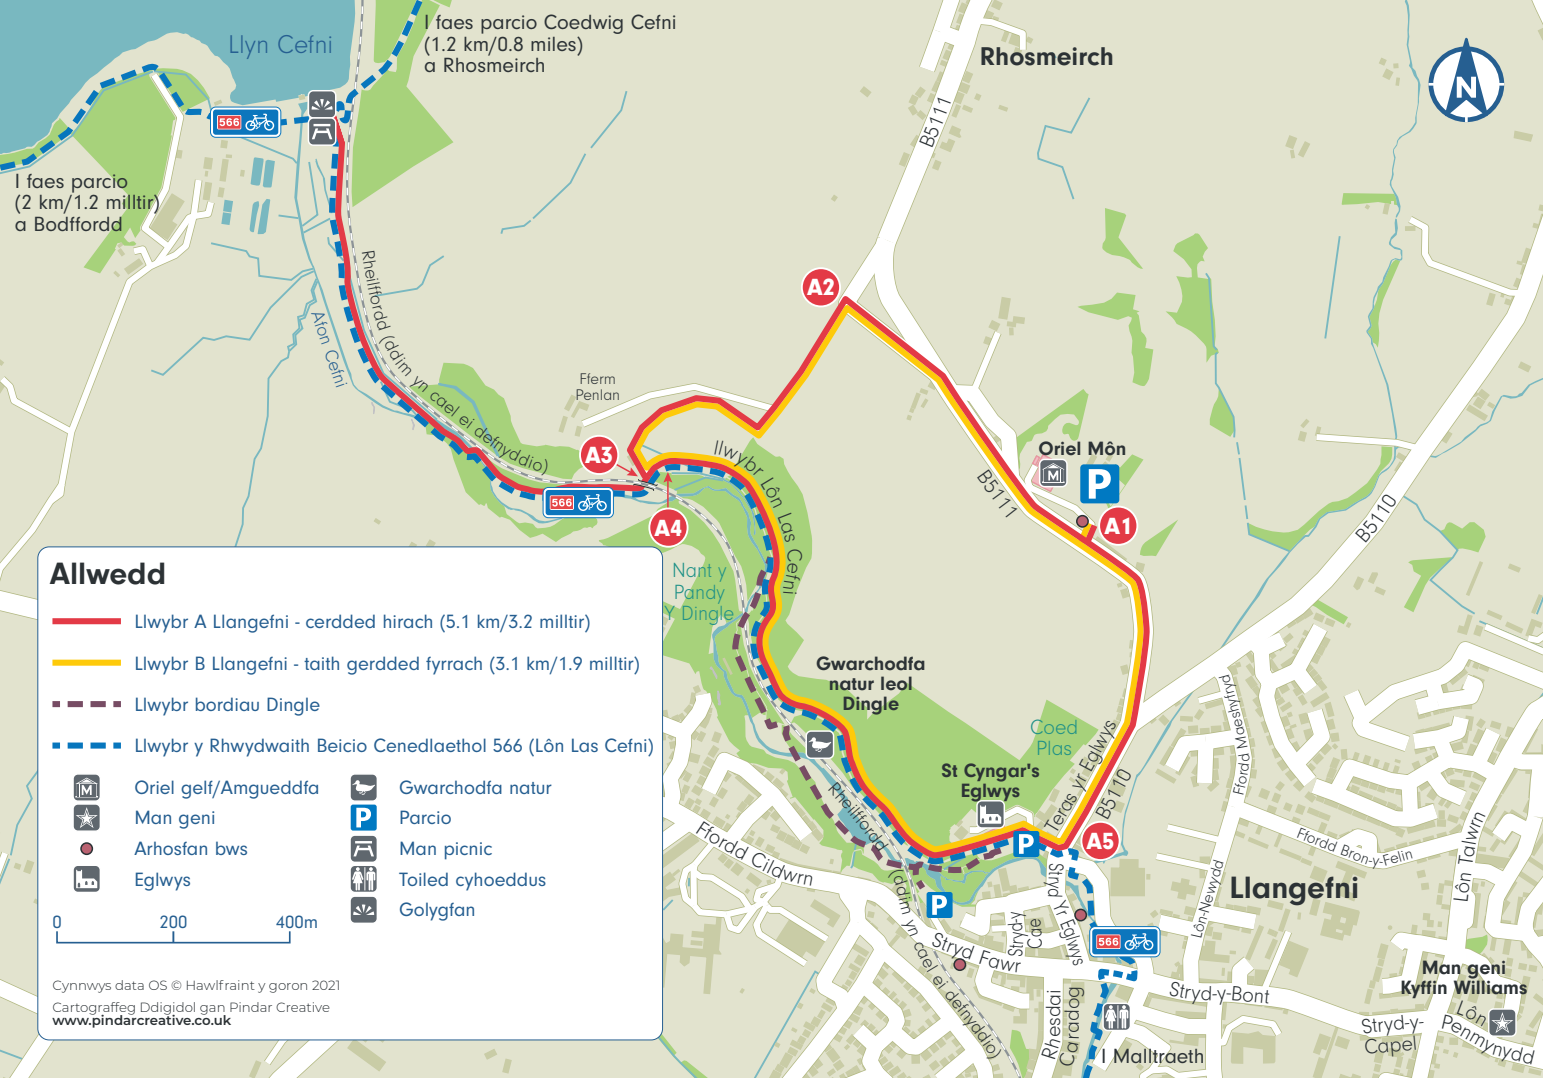 Llyn Cefni
I faes parcio Coedwig Cefni
(1.2 km/0.8 miles)
a Rhosmeirch
Rhosmeirch
N
566
B5111
I faes parcio
(2 km/1.2 milltir)
a Bodffordd
Rheilffordd (ddim yn cael ei defnyddio)
Afon Cefni
A2
Fferm
Penlan
A3
llwybr Lôn Las Cefni
566
A4
Oriel Môn
M
P
B5111
A1
B5110
Nant y
Pandy
Y Dingle
Gwarchodfa
natur leol
Dingle
Coed
Plas
Teras yr Eglwys
B5110
St Cyngar's
Eglwys
P
A5
Rheilffordd (ddim yn cael ei defnyddio)
Ffordd Maeshyfryd
Ffordd Bron-y-Felin
Lôn Talwrn
Ffordd Cildwrn
Llangefni
Lôn-Newydd
P
Stryd Yr Eglwys
Stryd-y
Cae
Stryd Fawr
566
Man geni
Kyffin Williams
Stryd-y-Bont
Rhesdai
Caradog
I Malltraeth
Stryd-y-
Capel
Lôn
Penmynydd
Allwedd
Llwybr A Llangefni - cerdded hirach (5.1 km/3.2 milltir)
Llwybr B Llangefni - taith gerdded fyrrach (3.1 km/1.9 milltir)
Llwybr bordiau Dingle
Llwybr y Rhwydwaith Beicio Cenedlaethol 566 (Lôn Las Cefni)
M
Oriel gelf/Amgueddfa
Man geni
Arhosfan bws
Eglwys
Gwarchodfa natur
P
Parcio
Man picnic
Toiled cyhoeddus
Golygfan
0 200 400m
Cynnwys data OS © Hawlfraint y goron 2021
Cartograffeg Ddigidol gan Pindar Creative
www.pindarcreative.co.uk